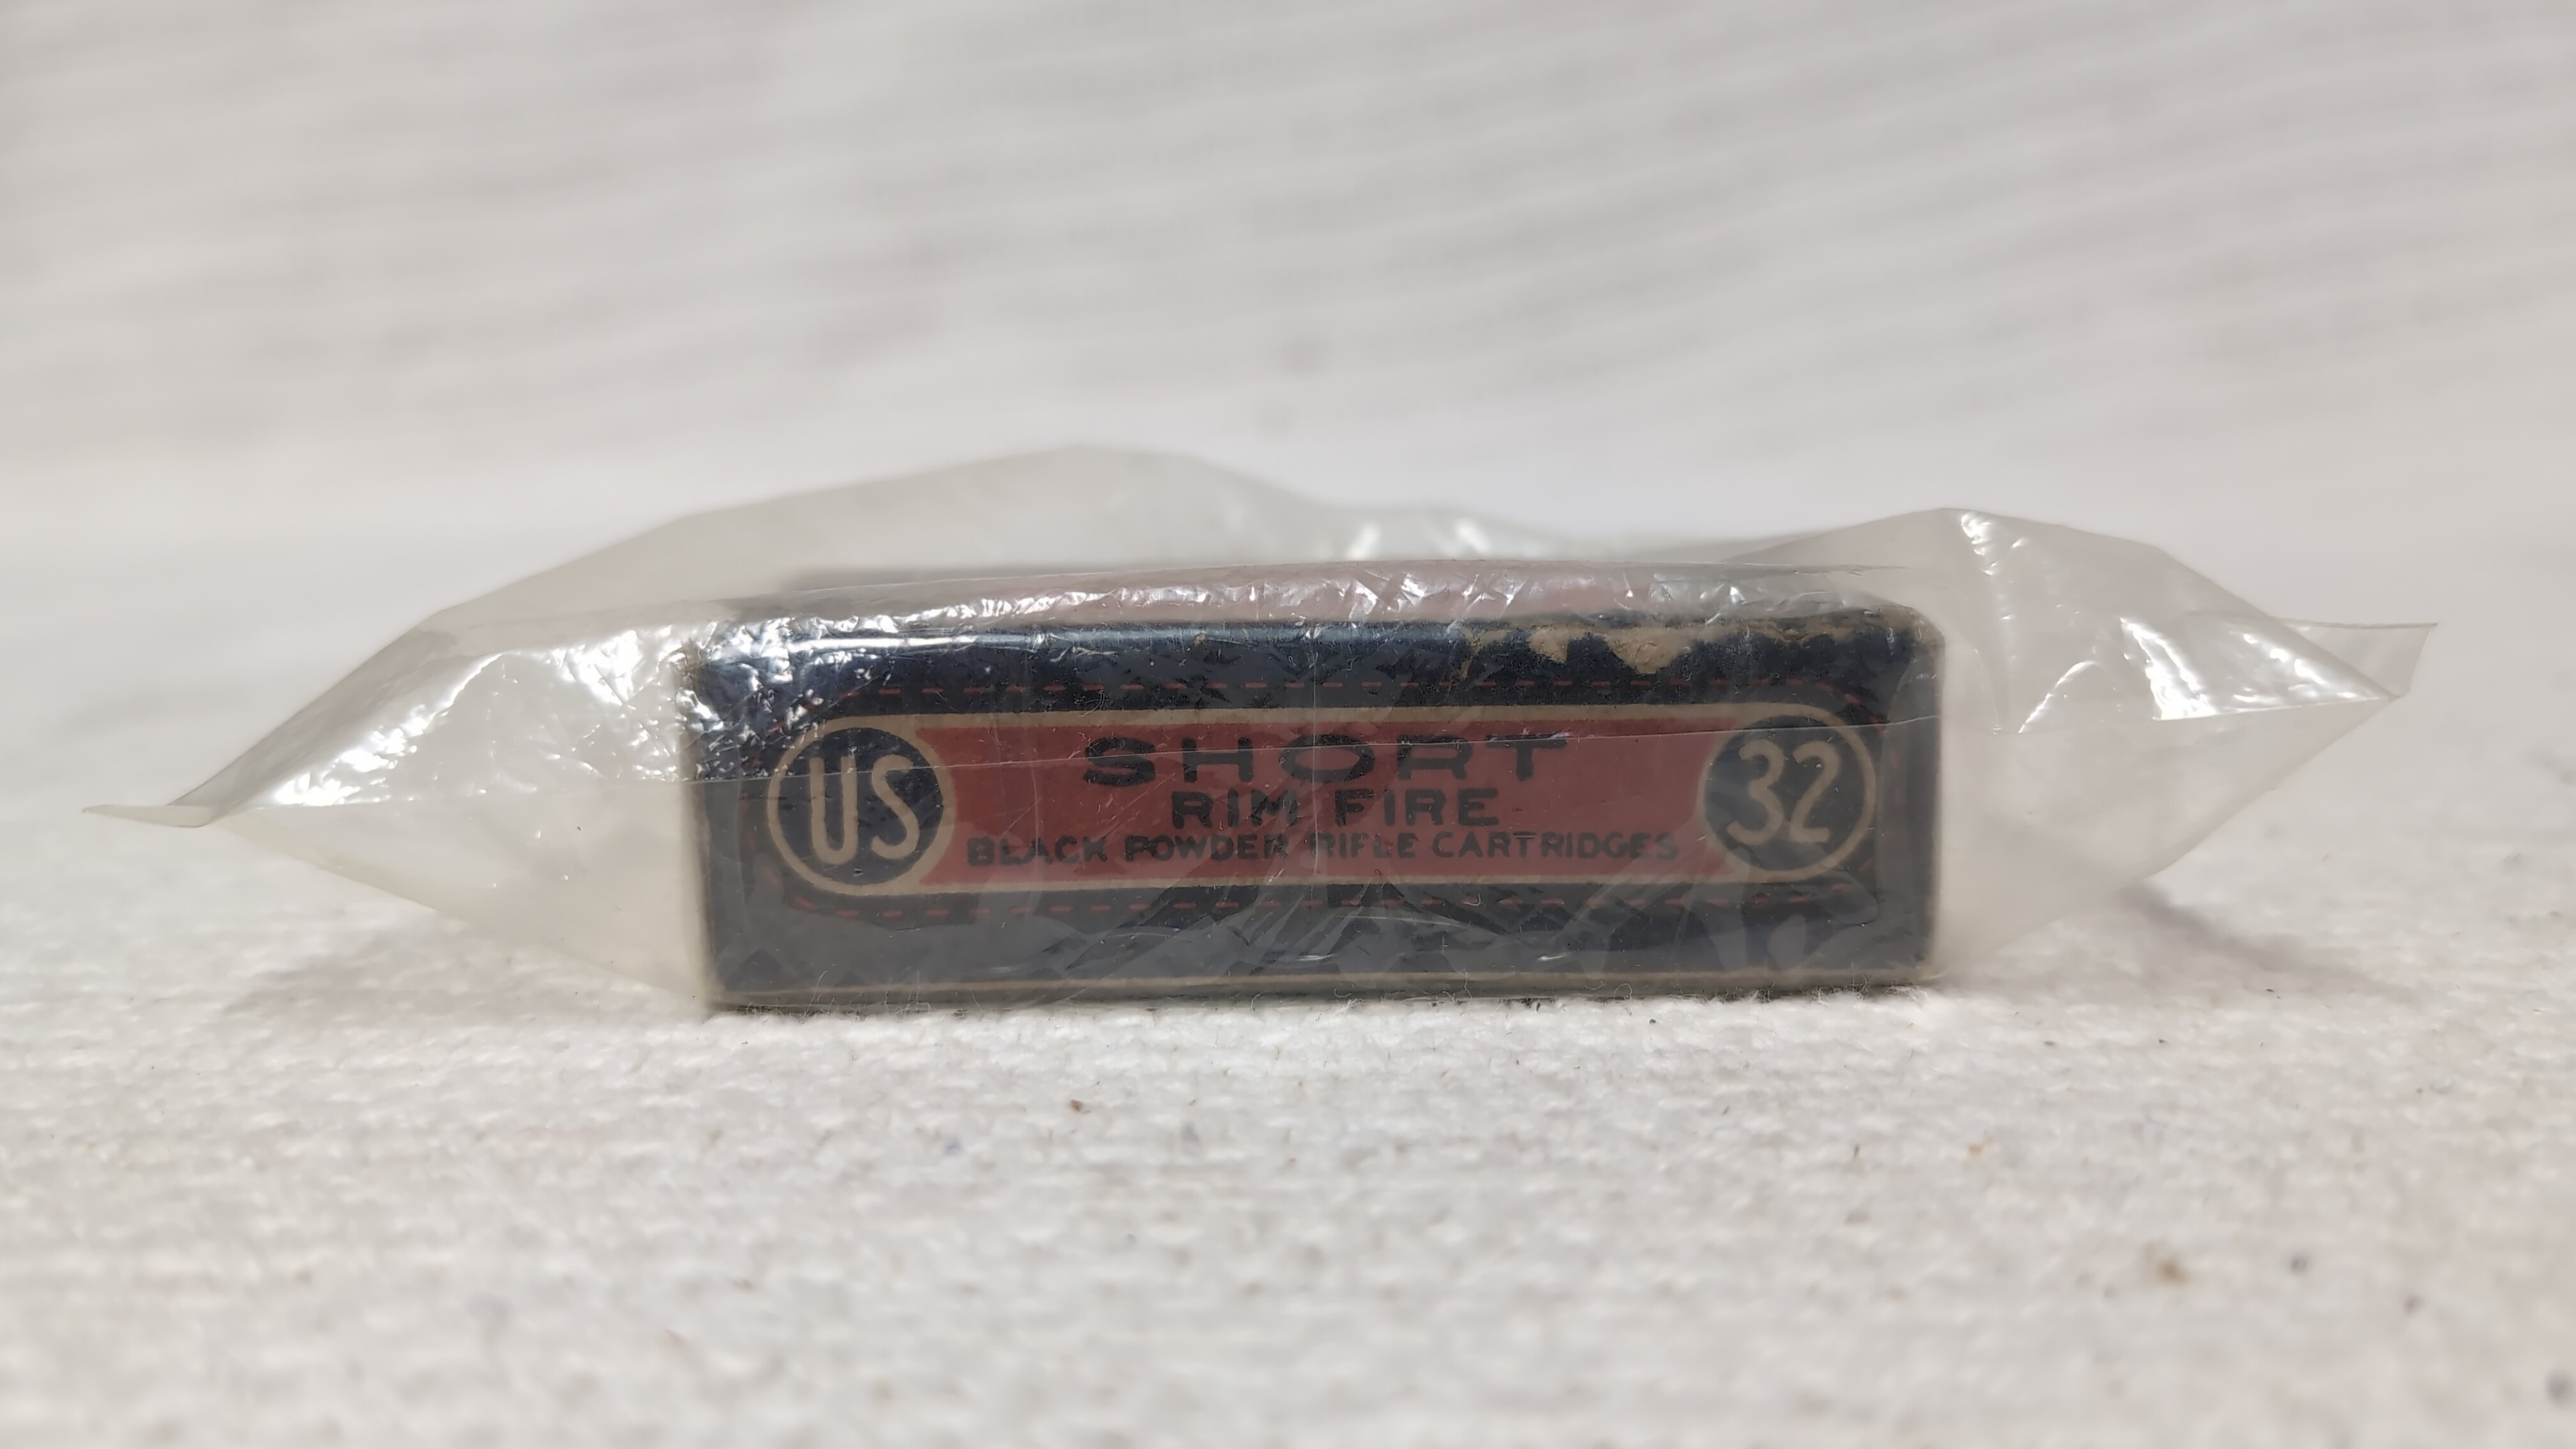 US
SHORT
RIM FIRE
BLACK POWDER RIFLE CARTRIDGES
32